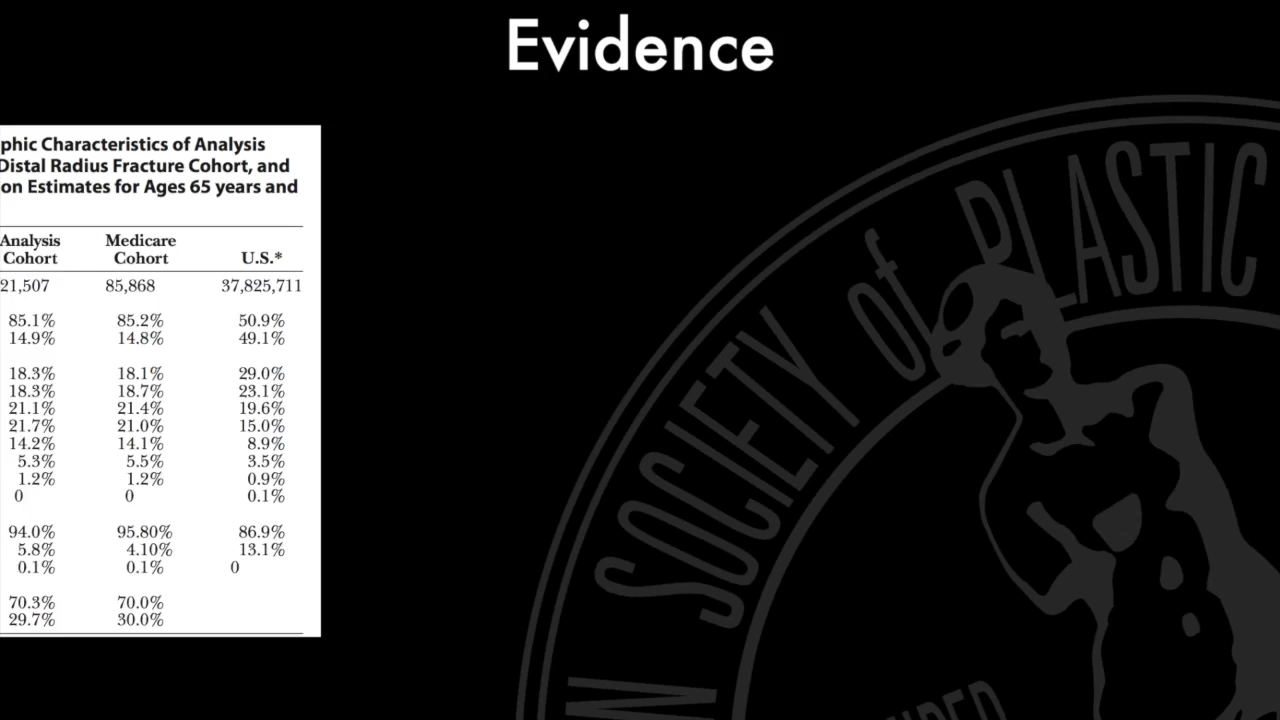 Evidence
phic Characteristics of Analysis
Distal Radius Fracture Cohort, and
on Estimates for Ages 65 years and
Analysis Medicare
Cohort Cohort U.S.*
21,507 85,868 37,825,711
85.1% 85.2% 50.9%
14.9% 14.8% 49.1%
18.3% 18.1% 29.0%
18.3% 18.7% 23.1%
21.1% 21.4% 19.6%
21.7% 21.0% 15.0%
14.2% 14.1% 8.9%
5.3% 5.5% 3.5%
1.2% 1.2% 0.9%
0 0 0.1%
94.0% 95.80% 86.9%
5.8% 4.10% 13.1%
0.1% 0.1% 0
70.3% 70.0%
29.7% 30.0%
N SOCIETY of PLASTIC